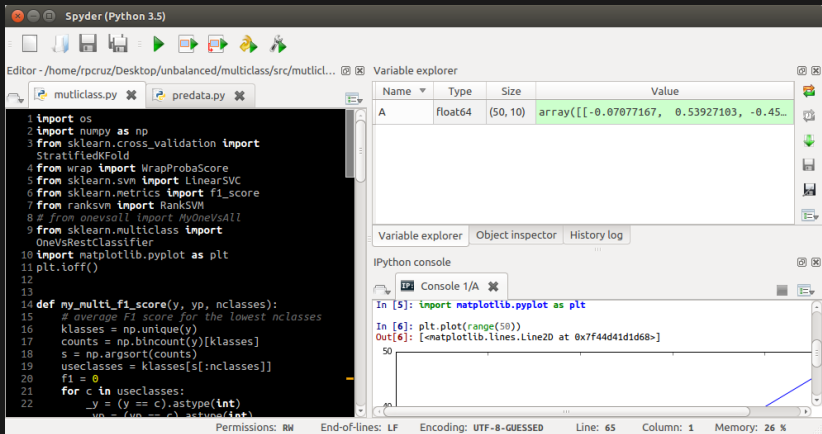 Spyder (Python 3.5)
Editor - /home/rpcruz/Desktop/unbalanced/multiclass/src/mutlicl...
mutliclass.py
predata.py
1 import os
2 import numpy as np
3 from sklearn.cross_validation import
StratifiedKFold
4 from wrap import WrapProbaScore
5 from sklearn.svm import LinearSVC
6 from sklearn.metrics import f1_score
7 from ranksvm import RankSVM
8 # from onevsall import MyOneVsAll
9 from sklearn.multiclass import
OneVsRestClassifier
10 import matplotlib.pyplot as plt
11 plt.ioff()
12
13
14 def my_multi_f1_score(y, yp, nclasses):
15 # average F1 score for the lowest nclasses
16 klasses = np.unique(y)
17 counts = np.bincount(y)[klasses]
18 s = np.argsort(counts)
19 useclasses = klasses[s[:nclasses]]
20 f1 = 0
21 for c in useclasses:
22 _y = (y == c).astype(int)
_yp = (yp == c).astype(int)
Variable explorer
Name Type Size Value
A float64 (50, 10) array([[-0.07077167, 0.53927103, -0.45...
Variable explorer Object inspector History log
IPython console
IP: Console 1/A
In [5]: import matplotlib.pyplot as plt
In [6]: plt.plot(range(50))
Out[6]: [<matplotlib.lines.Line2D at 0x7f44d41d1d68>]
50
40
Permissions: RW End-of-lines: LF Encoding: UTF-8-GUESSED Line: 65 Column: 1 Memory: 26 %